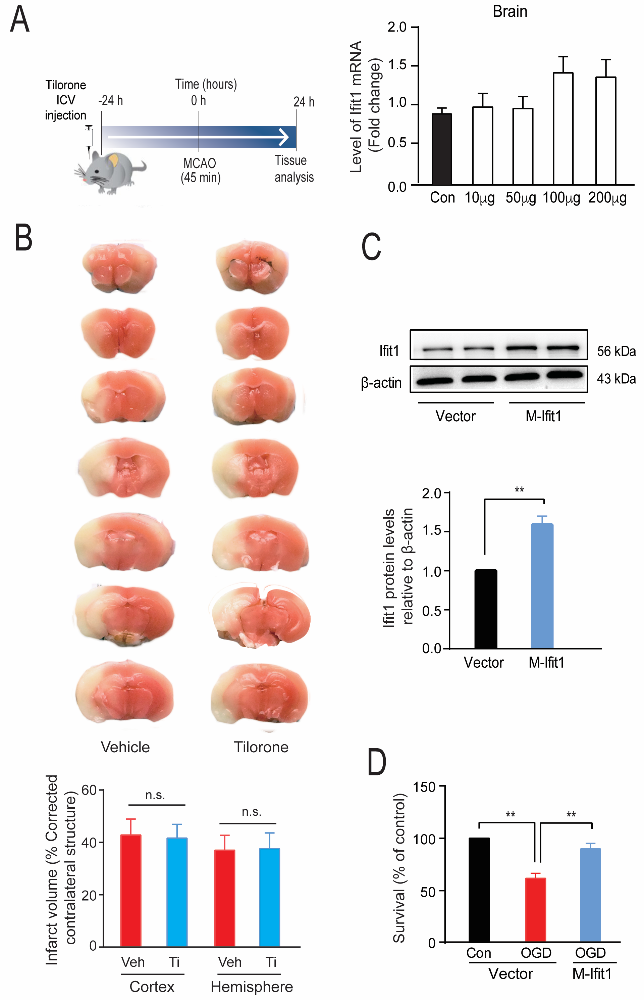 A
Tilorone
ICV
injection
Time (hours)
-24 h
0 h
24 h
MCAO
(45 min)
Tissue
analysis
Brain
Level of Ifit1 mRNA
(Fold change)
2.0
1.5
1.0
0.5
0.0
Con
10μg
50μg
100μg
200μg
B
Vehicle
Tilorone
Infarct volume (% Corrected
contralateral structure)
60
40
20
0
n.s.
n.s.
Veh
Ti
Veh
Ti
Cortex
Hemisphere
C
Ifit1
56 kDa
β-actin
43 kDa
Vector
M-Ifit1
Ifit1 protein levels
relative to β-actin
2.0
1.5
1.0
0.5
0.0
**
Vector
M-Ifit1
D
Survival (% of control)
150
100
50
0
**
**
Con
OGD
OGD
Vector
M-Ifit1